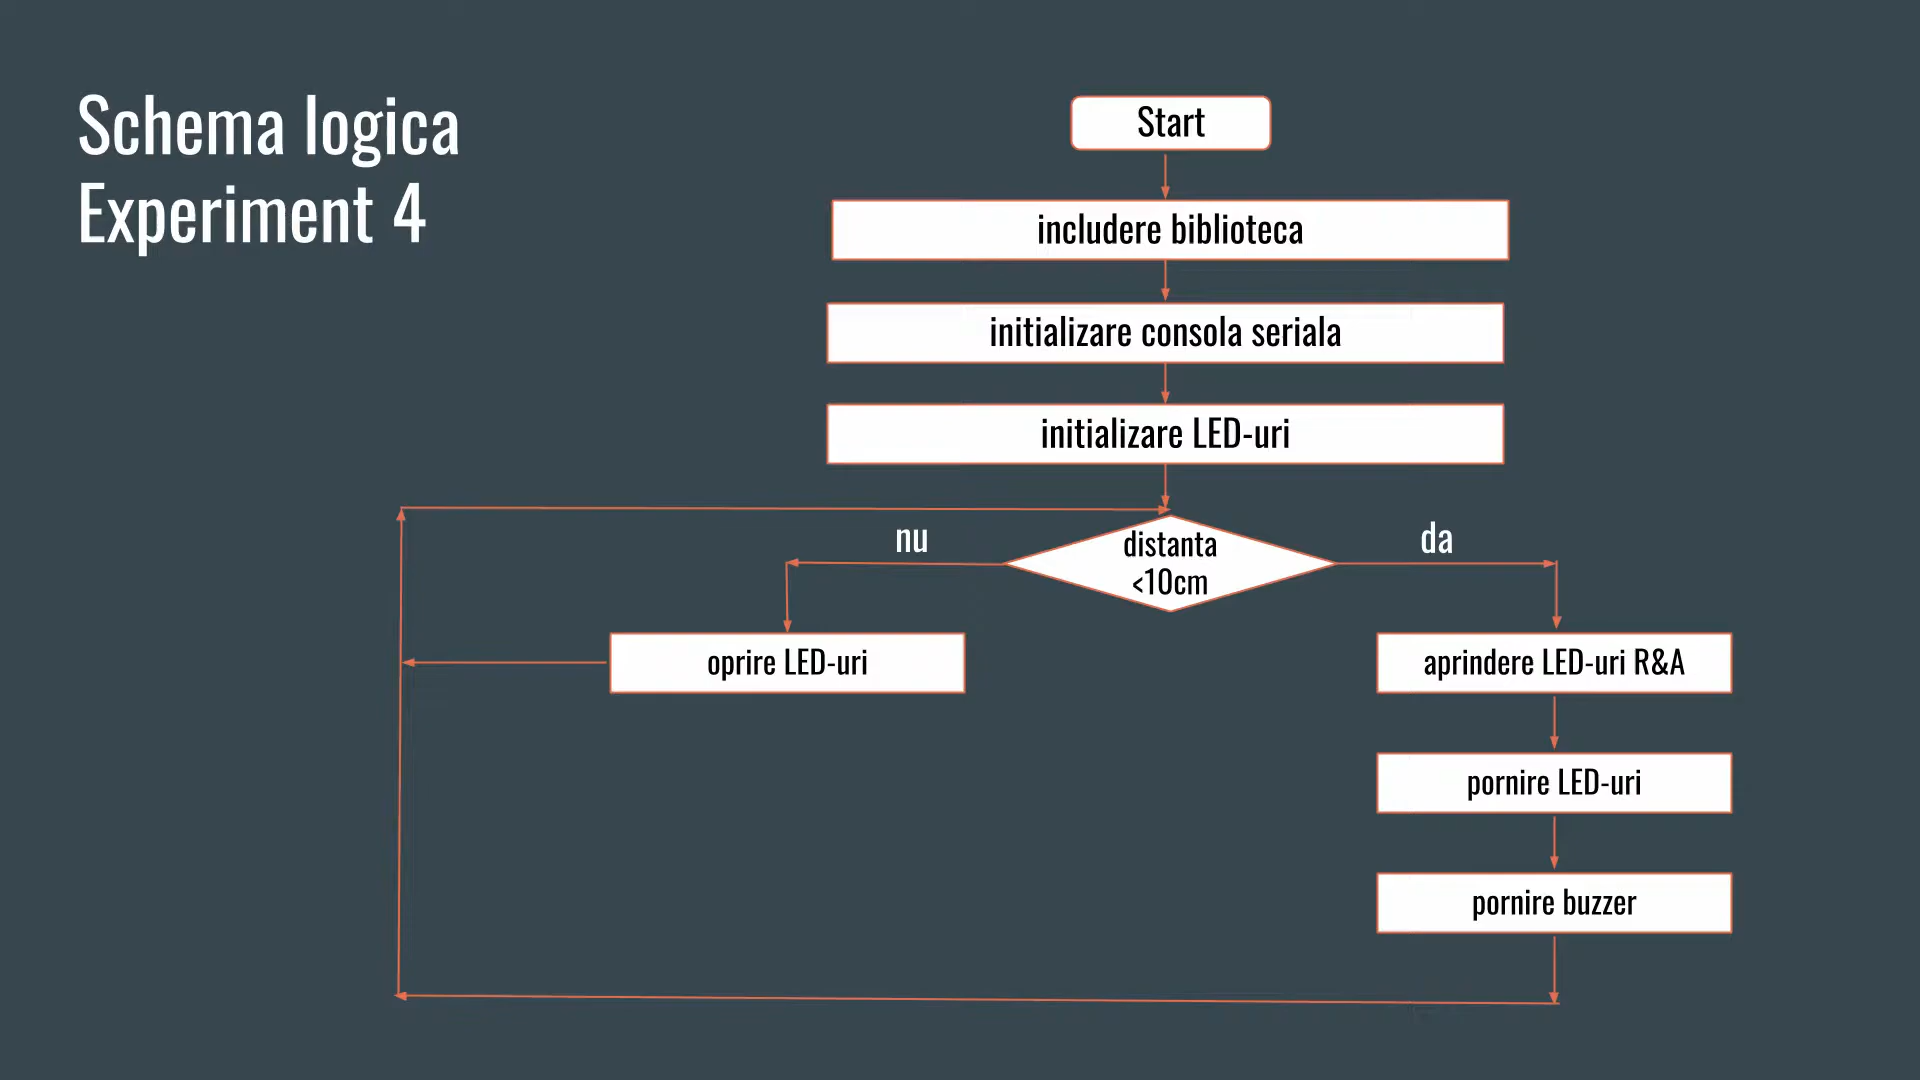 Schema logica
Experiment 4
Start
includere biblioteca
initializare consola seriala
initializare LED-uri
nu
distanta
<10cm
da
oprire LED-uri
aprindere LED-uri R&A
pornire LED-uri
pornire buzzer